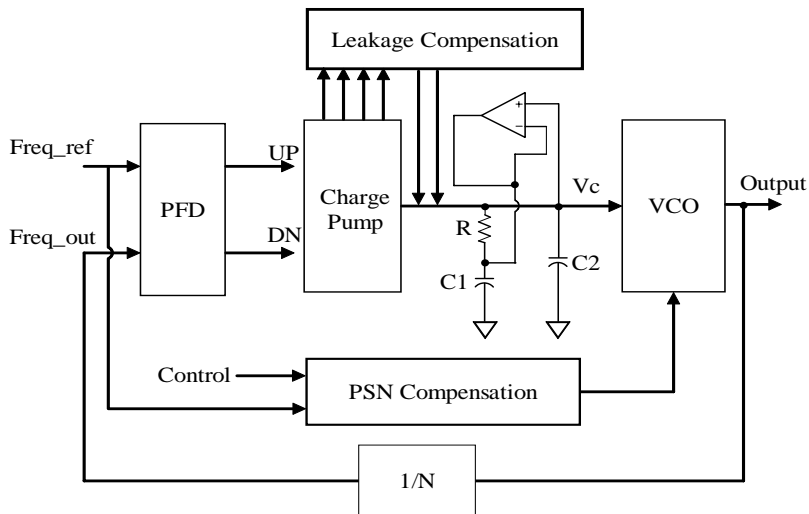 Leakage Compensation
Freq_ref
UP
PFD
Charge
Pump
Freq_out
DN
+
−
Vc
Output
VCO
R
C1
C2
Control
PSN Compensation
1/N